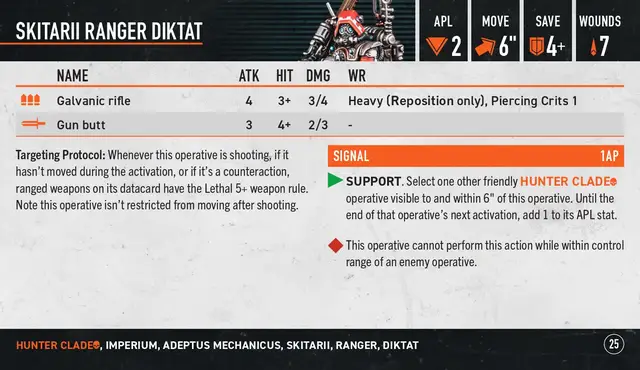 SKITARII RANGER DIKTAT
APL MOVE SAVE WOUNDS
2 6" 4+ 7
NAME ATK HIT DMG WR
Galvanic rifle 4 3+ 3/4 Heavy (Reposition only), Piercing Crits 1
Gun butt 3 4+ 2/3 -
Targeting Protocol: Whenever this operative is shooting, if it
hasn't moved during the activation, or if it's a counteraction,
ranged weapons on its datacard have the Lethal 5+ weapon rule.
Note this operative isn't restricted from moving after shooting.
SIGNAL 1AP
SUPPORT. Select one other friendly HUNTER CLADE
operative visible to and within 6" of this operative. Until the
end of that operative's next activation, add 1 to its APL stat.
This operative cannot perform this action while within control
range of an enemy operative.
HUNTER CLADE, IMPERIUM, ADEPTUS MECHANICUS, SKITARII, RANGER, DIKTAT
25